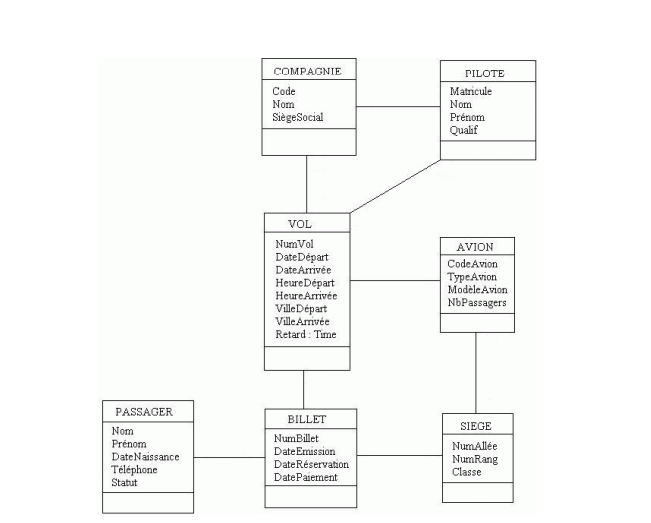 COMPAGNIE
Code
Nom
SiègeSocial
PILOTE
Matricule
Nom
Prénom
Qualif
VOL
NumVol
DateDépart
DateArrivée
HeureDépart
HeureArrivée
VilleDépart
VilleArrivée
Retard : Time
AVION
CodeAvion
TypeAvion
ModèleAvion
NbPassagers
PASSAGER
Nom
Prénom
DateNaissance
Téléphone
Statut
BILLET
NumBillet
DateEmission
DateRéservation
DatePaiement
SIEGE
NumAllée
NumRang
Classe